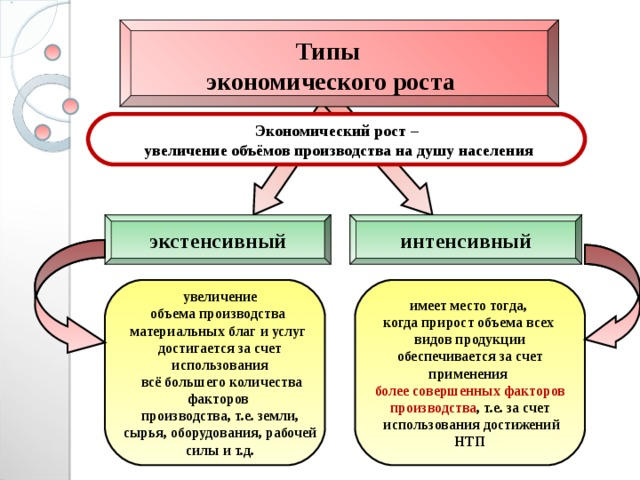 Типы
экономического роста
Экономический рост –
увеличение объёмов производства на душу населения
экстенсивный
интенсивный
увеличение
объема производства
материальных благ и услуг
достигается за счет
использования
всё большего количества
факторов
производства, т.е. земли,
сырья, оборудования, рабочей
силы и т.д.
имеет место тогда,
когда прирост объема всех
видов продукции
обеспечивается за счет
применения
более совершенных факторов
производства, т.е. за счет
использования достижений
НТП